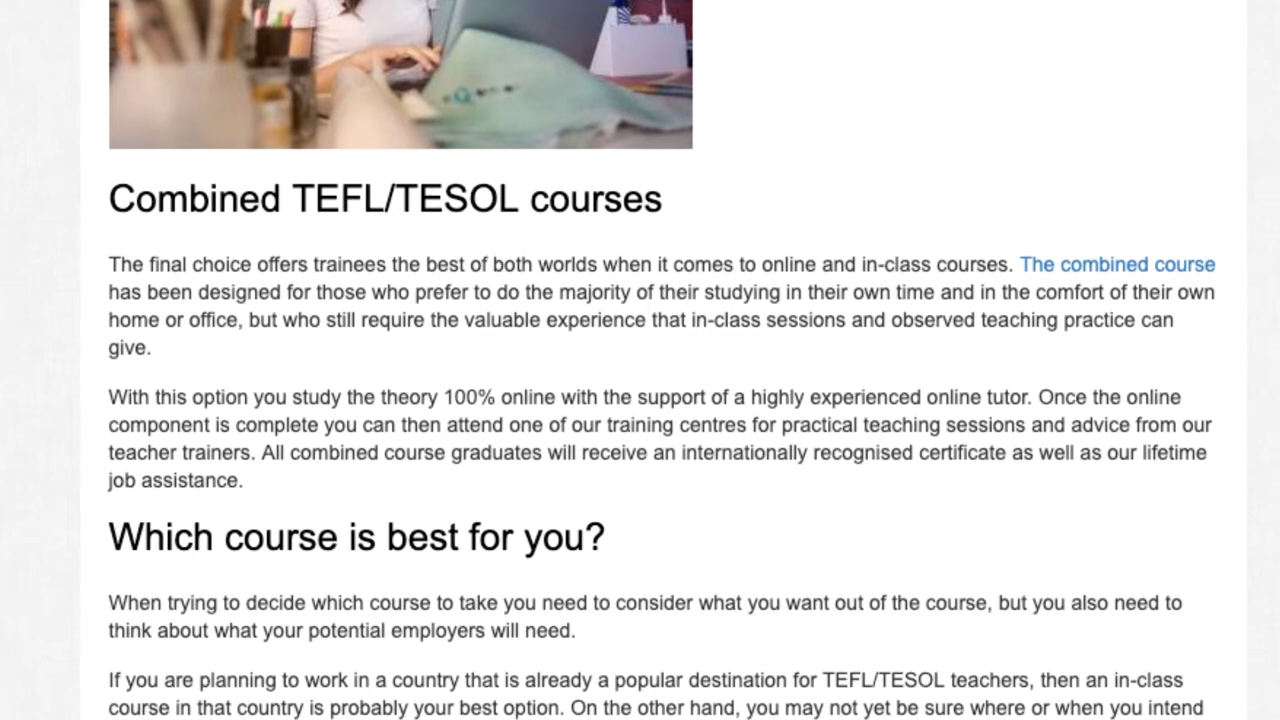 Combined TEFL/TESOL courses
The final choice offers trainees the best of both worlds when it comes to online and in-class courses. The combined course
has been designed for those who prefer to do the majority of their studying in their own time and in the comfort of their own
home or office, but who still require the valuable experience that in-class sessions and observed teaching practice can
give.
With this option you study the theory 100% online with the support of a highly experienced online tutor. Once the online
component is complete you can then attend one of our training centres for practical teaching sessions and advice from our
teacher trainers. All combined course graduates will receive an internationally recognised certificate as well as our lifetime
job assistance.
Which course is best for you?
When trying to decide which course to take you need to consider what you want out of the course, but you also need to
think about what your potential employers will need.
If you are planning to work in a country that is already a popular destination for TEFL/TESOL teachers, then an in-class
course in that country is probably your best option. On the other hand, you may not yet be sure where or when you intend